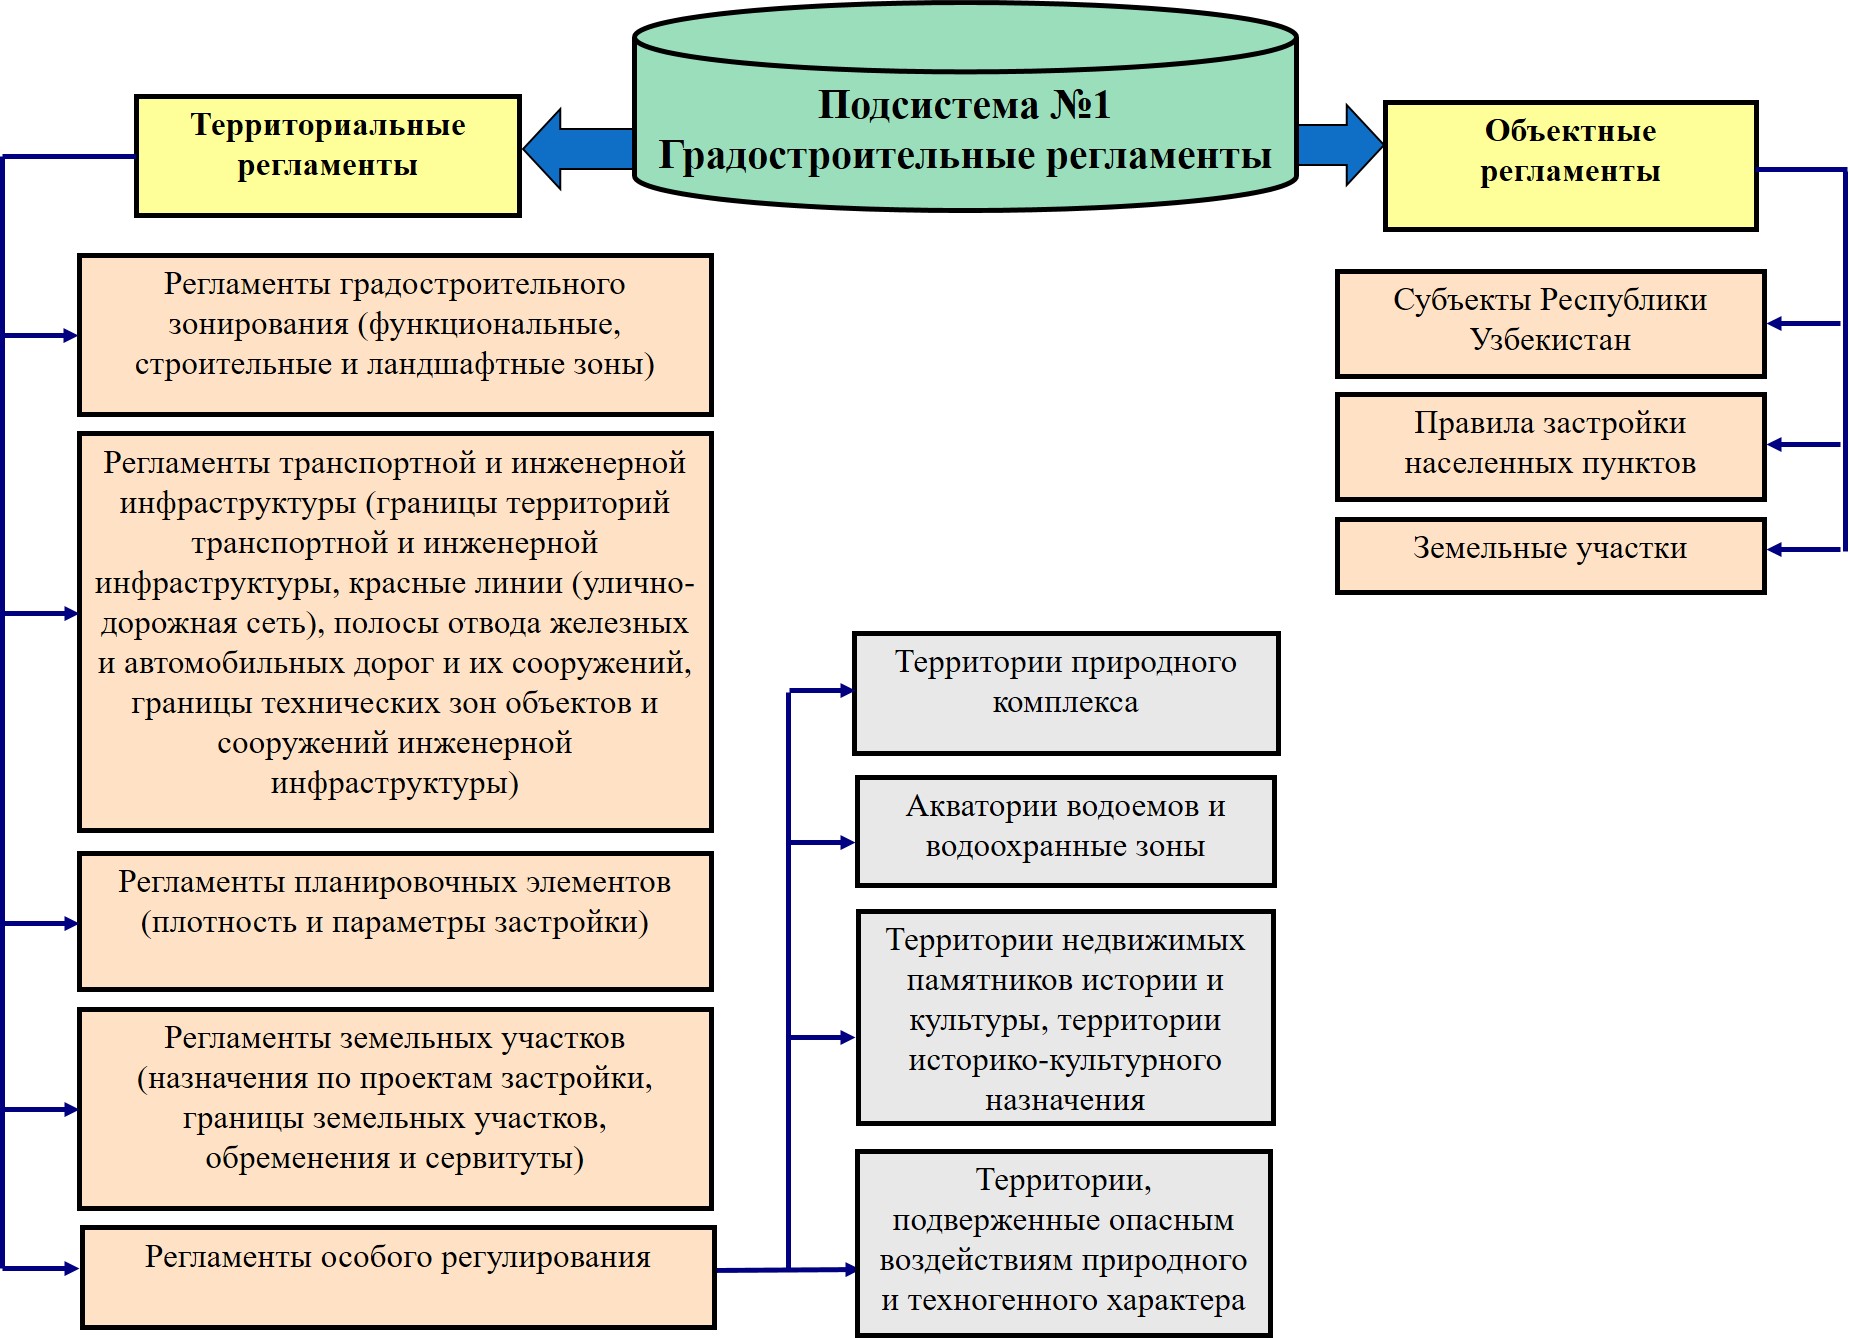 Подсистема №1
Градостроительные регламенты
Территориальные
регламенты
Объектные
регламенты
Регламенты градостроительного
зонирования (функциональные,
строительные и ландшафтные зоны)
Регламенты транспортной и инженерной
инфраструктуры (границы территорий
транспортной и инженерной
инфраструктуры, красные линии (улично-
дорожная сеть), полосы отвода железных
и автомобильных дорог и их сооружений,
границы технических зон объектов и
сооружений инженерной
инфраструктуры)
Регламенты планировочных элементов
(плотность и параметры застройки)
Регламенты земельных участков
(назначения по проектам застройки,
границы земельных участков,
обременения и сервитуты)
Регламенты особого регулирования
Территории природного
комплекса
Акватории водоемов и
водоохранные зоны
Территории недвижимых
памятников истории и
культуры, территории
историко-культурного
назначения
Территории,
подверженные опасным
воздействиям природного
и техногенного характера
Субъекты Республики
Узбекистан
Правила застройки
населенных пунктов
Земельные участки